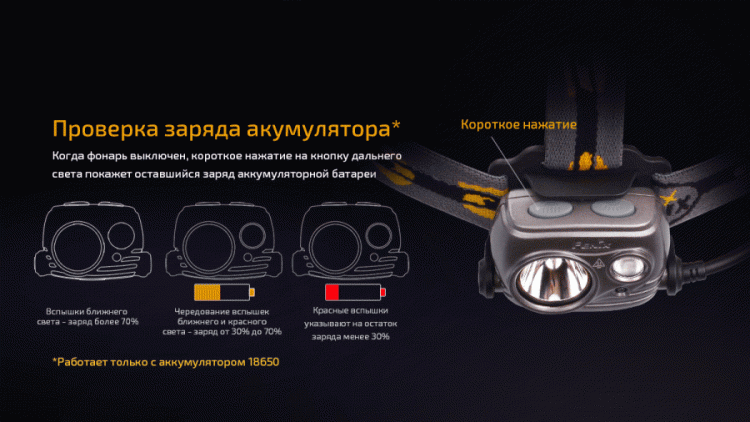 Проверка заряда акумулятора*
Короткое нажатие
Когда фонарь выключен, короткое нажатие на кнопку дальнего
света покажет оставшийся заряд аккумуляторной батареи
Fenix
Вспышки ближнего
света - заряд более 70%
Чередование вспышек
ближнего и красного
света - заряд от 30% до 70%
Красные вспышки
указывают на остаток
заряда менее 30%
*Работает только с аккумулятором 18650